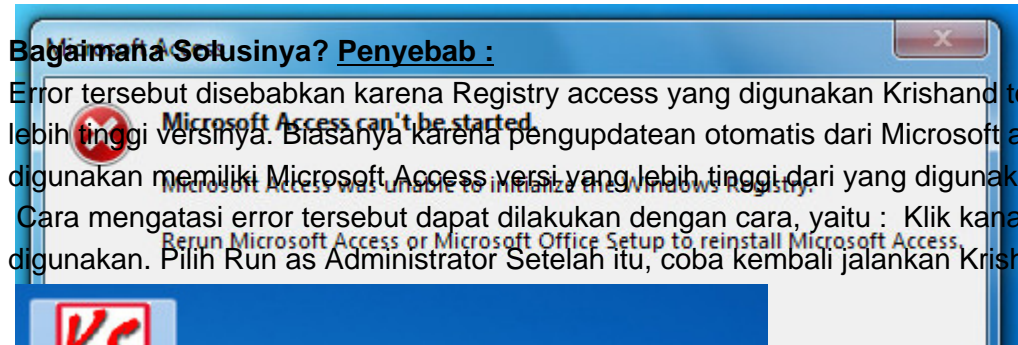 Microsoft Access
Bagaimana Solusinya? Penyebab :
Error tersebut disebabkan karena Registry access yang digunakan Krishand
Microsoft Access can't be started.
lebih tinggi versinya. Biasanya karena pengupdatean otomatis dari Microsoft
digunakan memiliki Microsoft Access versi yang lebih tinggi dari yang
Microsoft Access was unable to initialize the Windows Registry.
Cara mengatasi error tersebut dapat dilakukan dengan cara, yaitu : Klik
Rerun Microsoft Access or Microsoft Office Setup to reinstall Microsoft Access.
digunakan. Pilih Run as Administrator Setelah itu, coba kembali jalankan